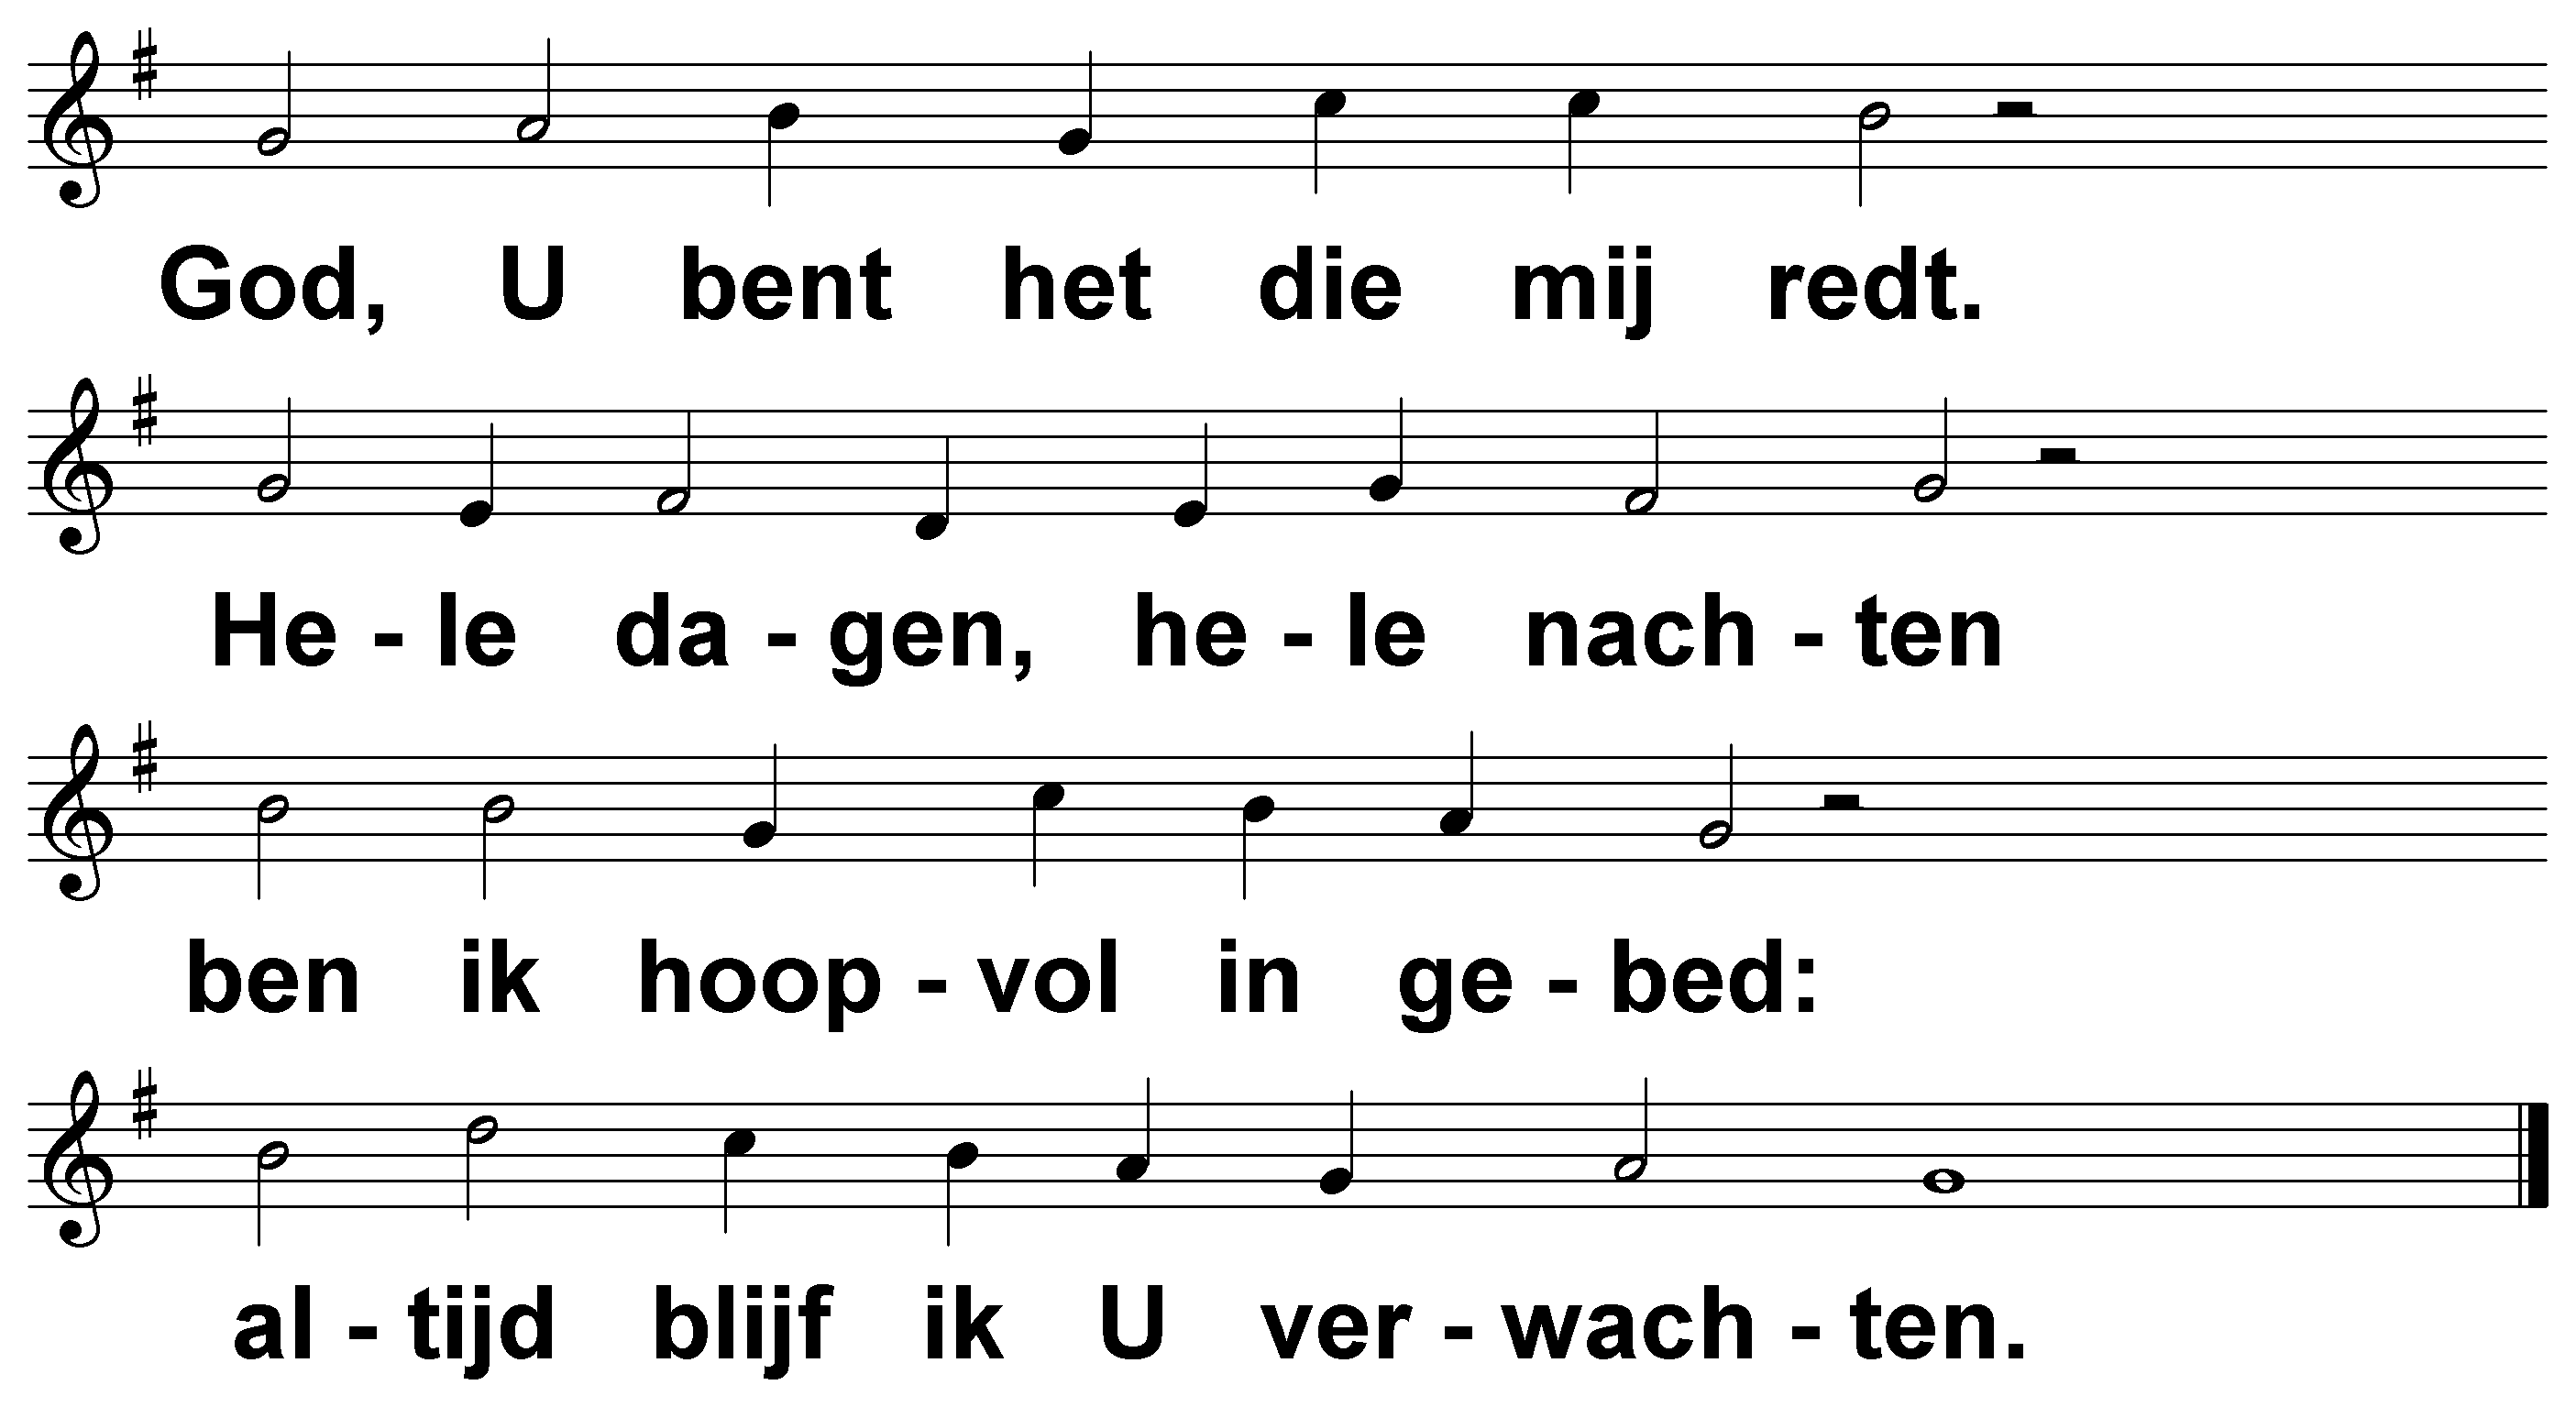 God, U bent het die mij redt.
He - le da - gen, he - le nach - ten
ben ik hoop - vol in ge - bed:
al - tijd blijf ik U ver - wach - ten.